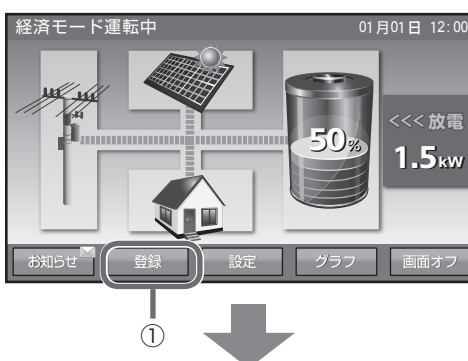 経済モード運転中 01月01日 12:00
<<< 放電
50%
1.5kW
お知らせ 登録 設定 グラフ 画面オフ
①